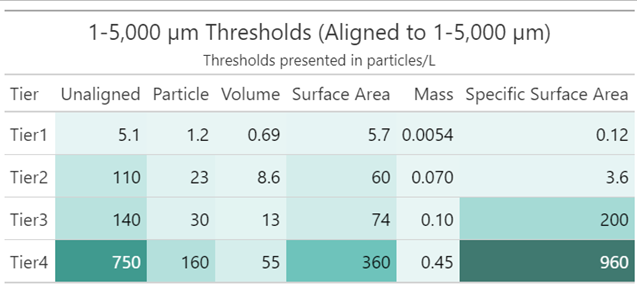 1-5,000 µm Thresholds (Aligned to 1-5,000 µm)
Thresholds presented in particles/L
Tier Unaligned Particle Volume Surface Area Mass Specific Surface Area
Tier1 5.1 1.2 0.69 5.7 0.0054 0.12
Tier2 110 23 8.6 60 0.070 3.6
Tier3 140 30 13 74 0.10 200
Tier4 750 160 55 360 0.45 960